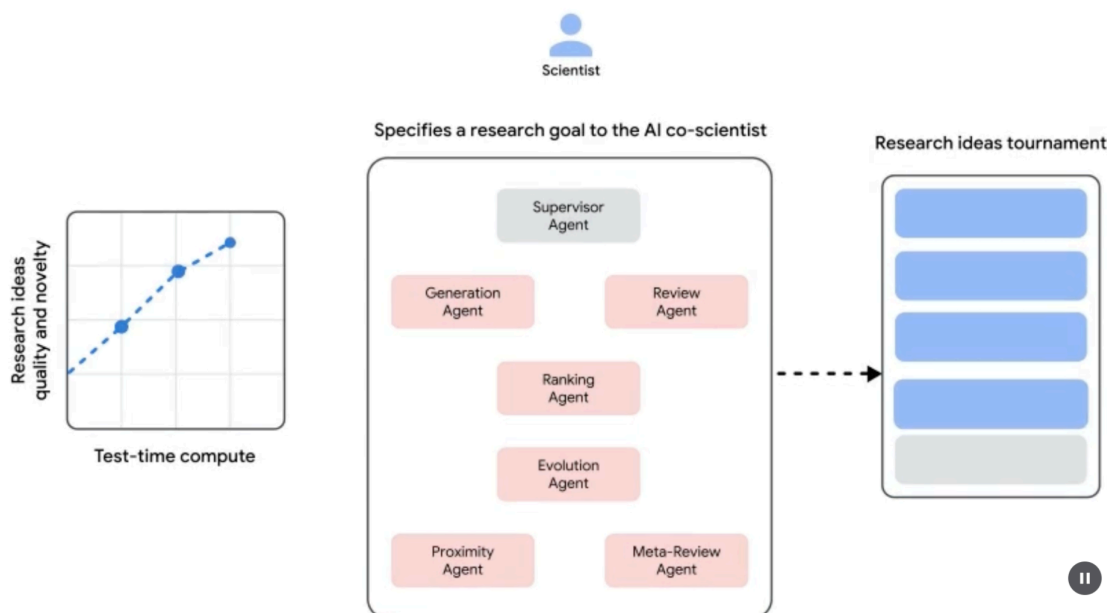 Scientist
Specifies a research goal to the AI co-scientist
Research ideas tournament
Supervisor
Agent
Generation
Agent
Review
Agent
Ranking
Agent
Evolution
Agent
Proximity
Agent
Meta-Review
Agent
Research ideas
quality and novelty
Test-time compute